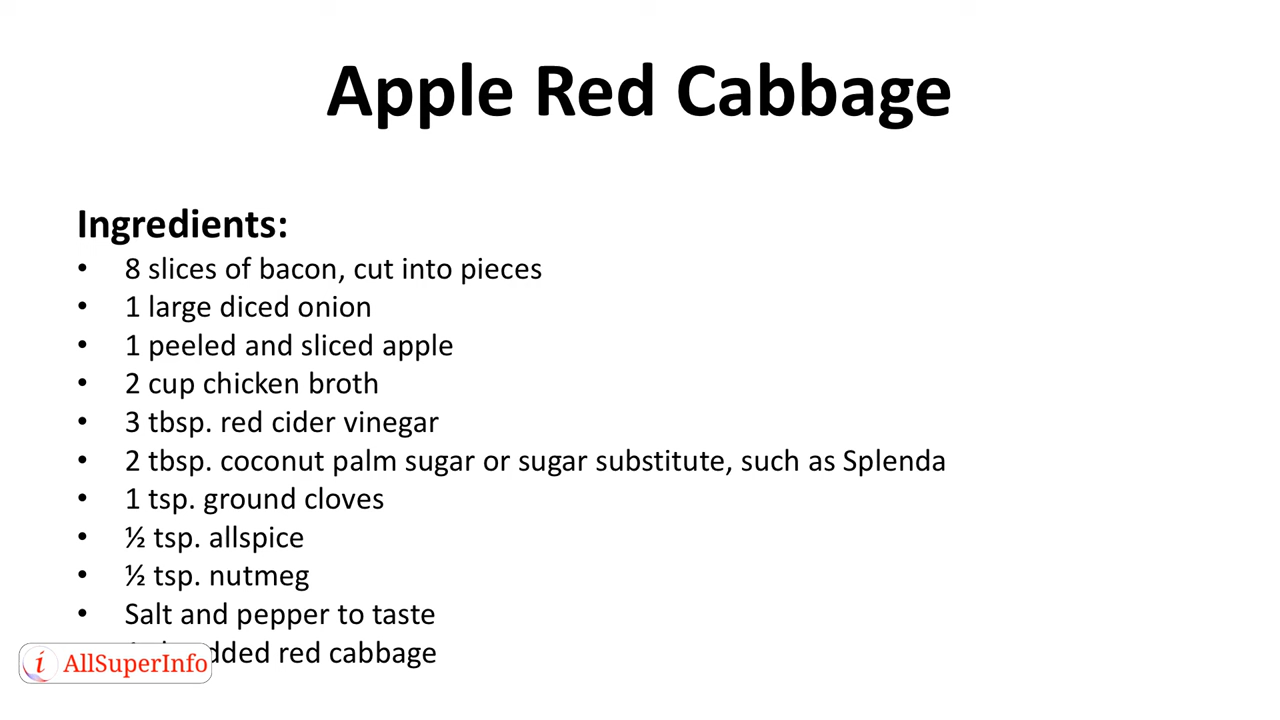 Apple Red Cabbage
Ingredients:
• 8 slices of bacon, cut into pieces
• 1 large diced onion
• 1 peeled and sliced apple
• 2 cup chicken broth
• 3 tbsp. red cider vinegar
• 2 tbsp. coconut palm sugar or sugar substitute, such as Splenda
• 1 tsp. ground cloves
• ½ tsp. allspice
• ½ tsp. nutmeg
• Salt and pepper to taste
red cabbage
i AllSuperInfo